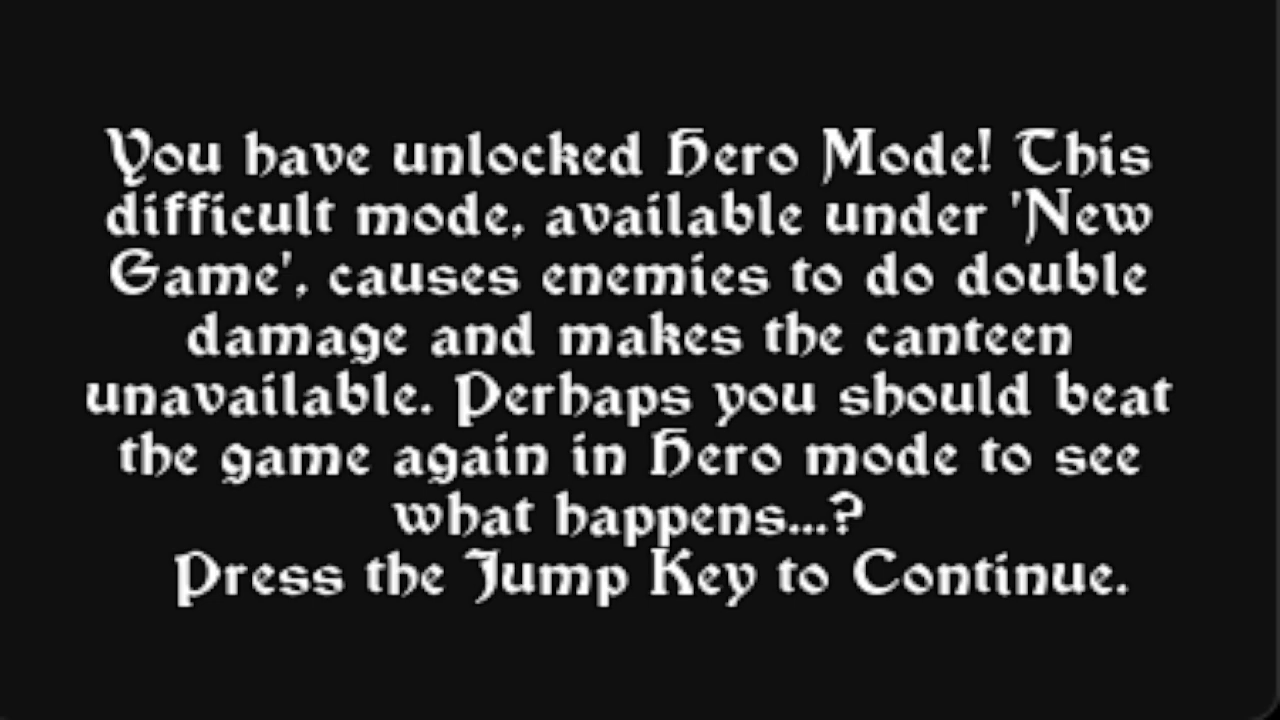 You have unlocked Hero Mode! This
difficult mode, available under 'New
Game', causes enemies to do double
damage and makes the canteen
unavailable. Perhaps you should beat
the game again in Hero mode to see
what happens...?
Press the Jump Key to Continue.